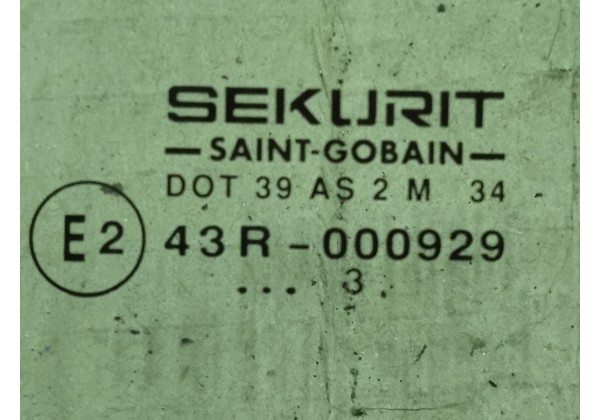 SEKURIT
—SAINT-GOBAIN—
DOT 39 AS 2 M 34
E2 43R-000929
... 3 .